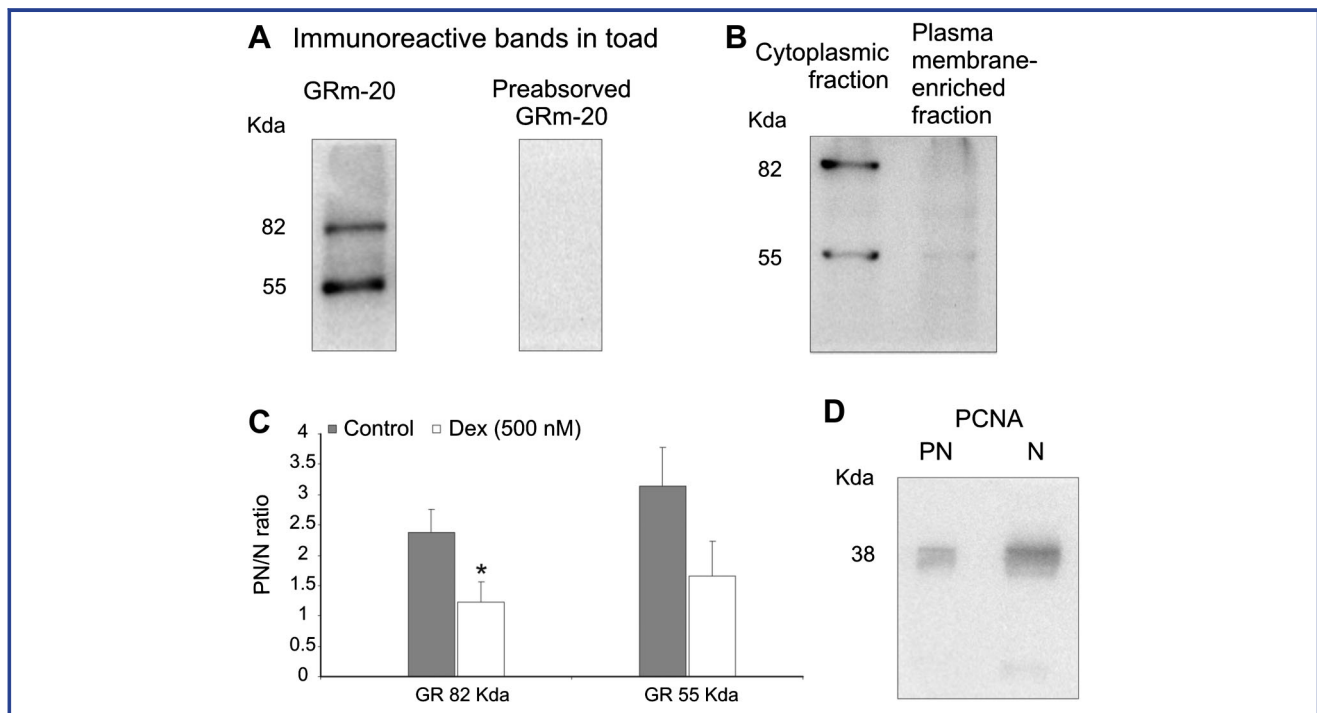 A Immunoreactive bands in toad
GRm-20
Preabsorved
GRm-20
Kda
82
55
B Cytoplasmic
fraction
Plasma
membrane-
enriched
fraction
Kda
82
55
C
Control Dex (500 nM)
PN/N ratio
4
3.5
3
2.5
2
1.5
1
0.5
0
*
GR 82 Kda GR 55 Kda
D PCNA
PN N
Kda
38